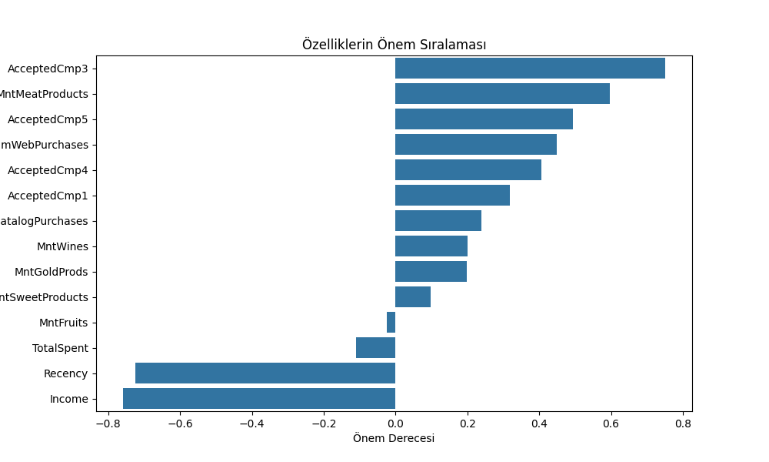 Özelliklerin Önem Sıralaması
AcceptedCmp3
MntMeatProducts
AcceptedCmp5
mWebPurchases
AcceptedCmp4
AcceptedCmp1
atalogPurchases
MntWines
MntGoldProds
ntSweetProducts
MntFruits
TotalSpent
Recency
Income
−0.8 −0.6 −0.4 −0.2 0.0 0.2 0.4 0.6 0.8
Önem Derecesi